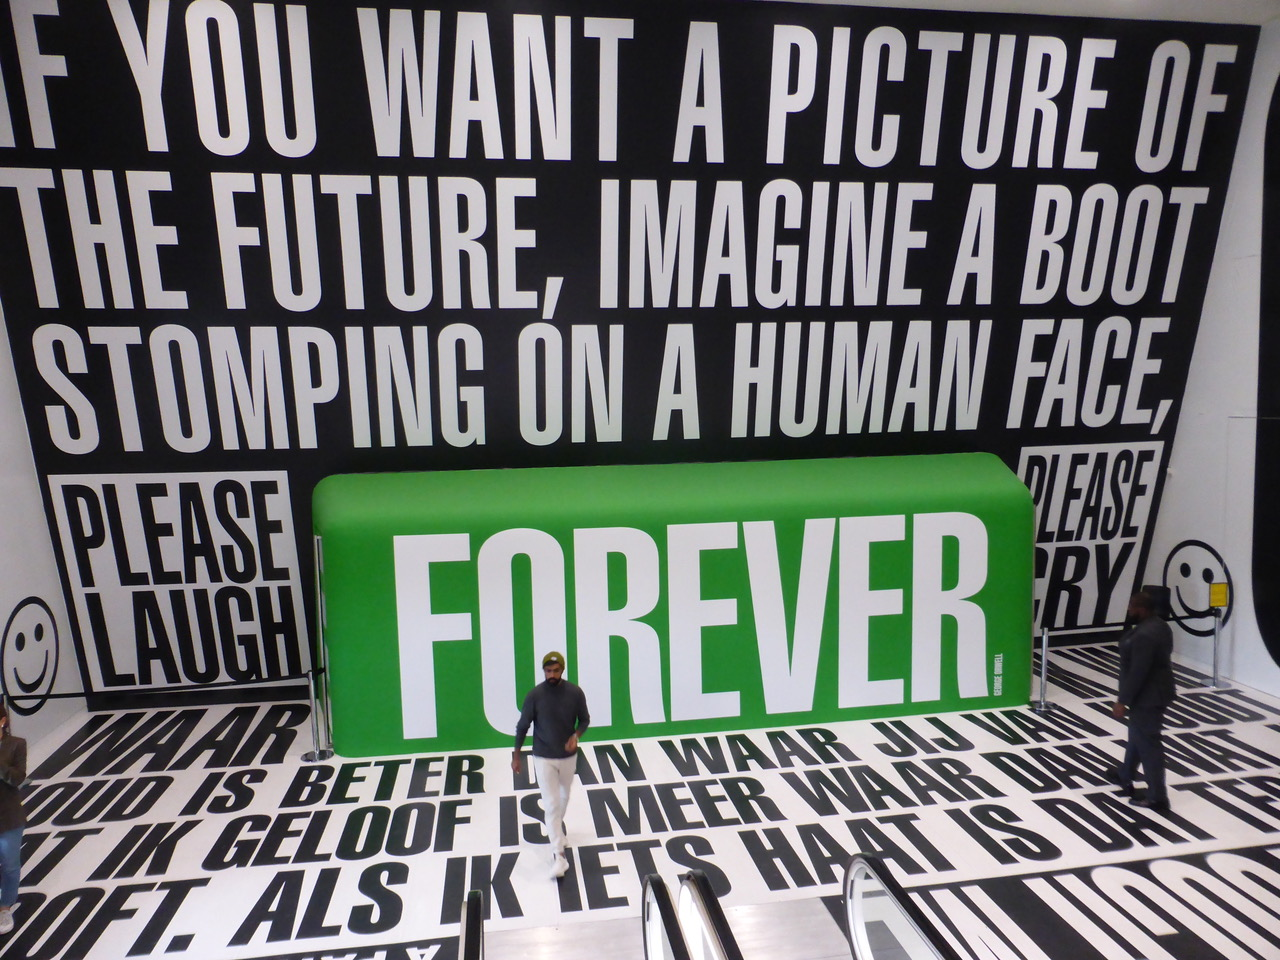 IF YOU WANT A PICTURE OF
THE FUTURE, IMAGINE A BOOT
STOMPING ON A HUMAN FACE,
PLEASE
LAUGH
FOREVER
GEORGE ORWELL
PLEASE
CRY
WAAR
IS BETER DAN WAAR JIJ VAN
IK GELOOF IS MEER WAAR DAN
ALS IK IETS HAAT IS DAT